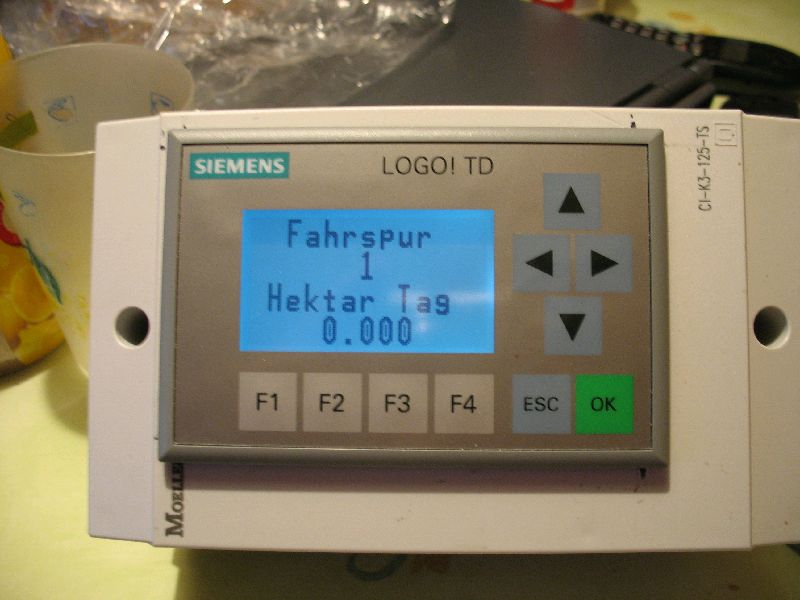 SIEMENS
LOGO! TD
CI-K3-125-TS
Fahrspur
1
Hektar Tag
0.000
F1
F2
F3
F4
ESC
OK